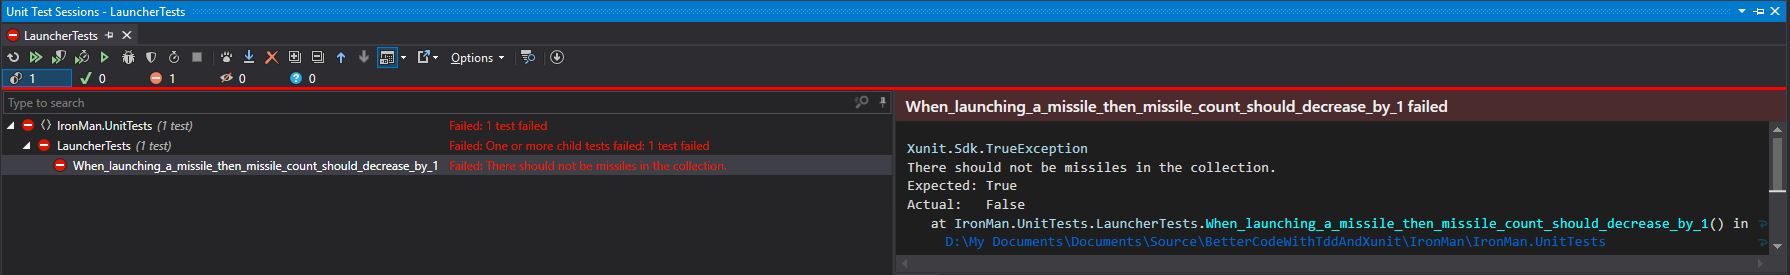 Unit Test Sessions - LauncherTests
LauncherTests
Options
1 0 1 0 0
Type to search
IronMan.UnitTests (1 test) Failed: 1 test failed
LauncherTests (1 test) Failed: One or more child tests failed: 1 test failed
When_launching_a_missile_then_missile_count_should_decrease_by_1 Failed: There should not be missiles in the collection.
When_launching_a_missile_then_missile_count_should_decrease_by_1 failed
Xunit.Sdk.TrueException
There should not be missiles in the collection.
Expected: True
Actual:   False
at IronMan.UnitTests.LauncherTests.When_launching_a_missile_then_missile_count_should_decrease_by_1() in
D:\My Documents\Documents\Source\BetterCodeWithTddAndXunit\IronMan\IronMan.UnitTests